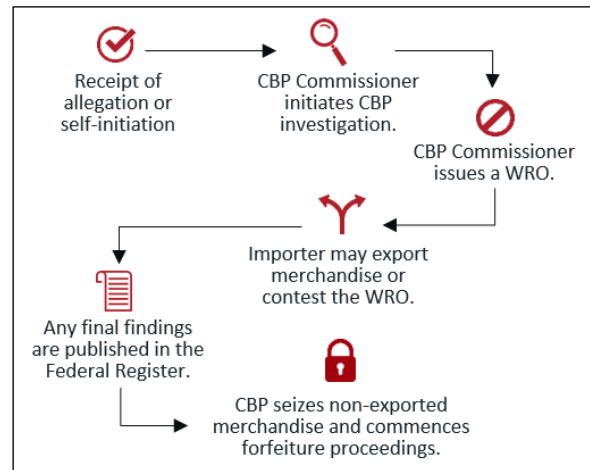 Receipt of
allegation or
self-initiation
CBP Commissioner
initiates CBP
investigation.
CBP Commissioner
issues a WRO.
Importer may export
merchandise or
contest the WRO.
Any final findings
are published in the
Federal Register.
CBP seizes non-exported
merchandise and commences
forfeiture proceedings.